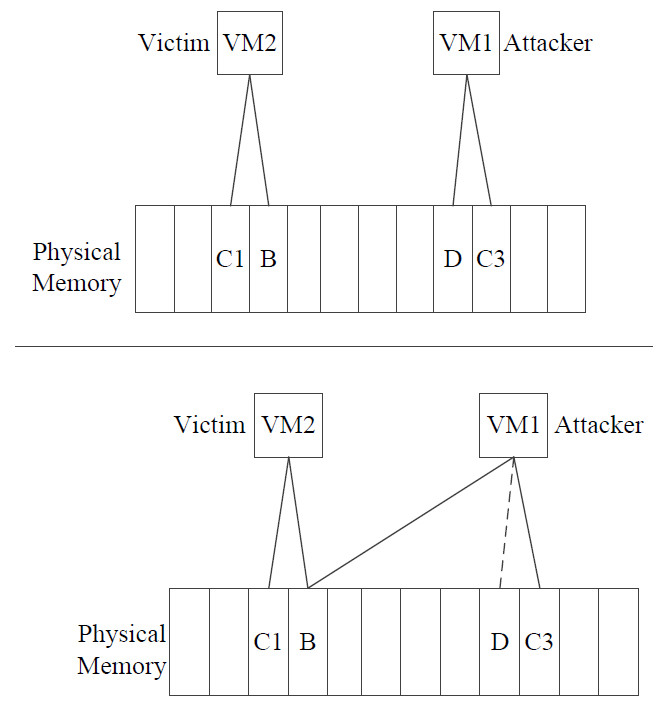 Victim VM2 VM1 Attacker
Physical
Memory
C1 B D C3
Victim VM2 VM1 Attacker
Physical
Memory
C1 B D C3